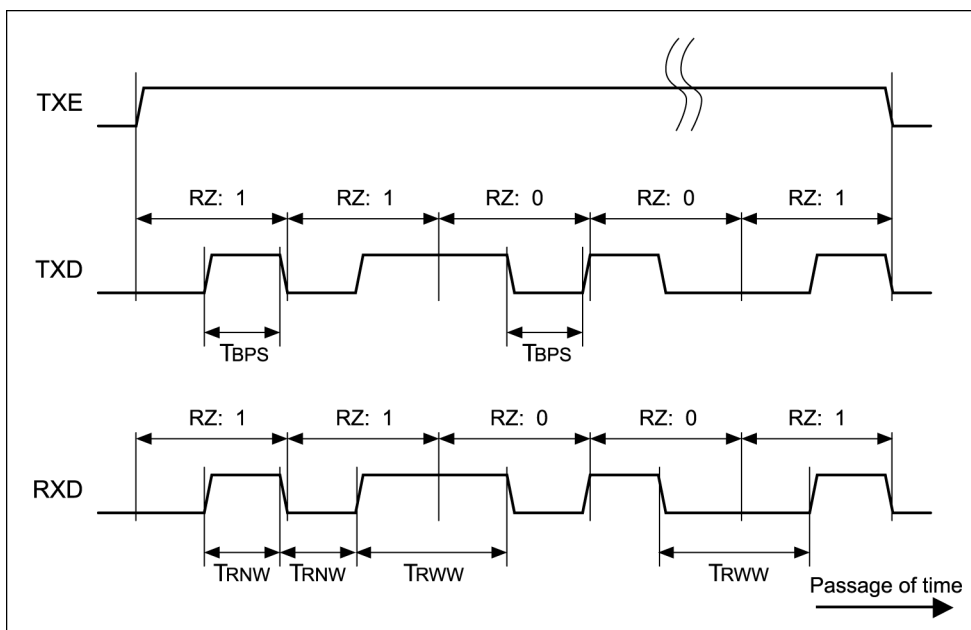 TXE
RZ: 1 RZ: 1 RZ: 0 RZ: 0 RZ: 1
TXD
TBPS TBPS
RZ: 1 RZ: 1 RZ: 0 RZ: 0 RZ: 1
RXD
TRNW TRNW TRWW TRWW
Passage of time